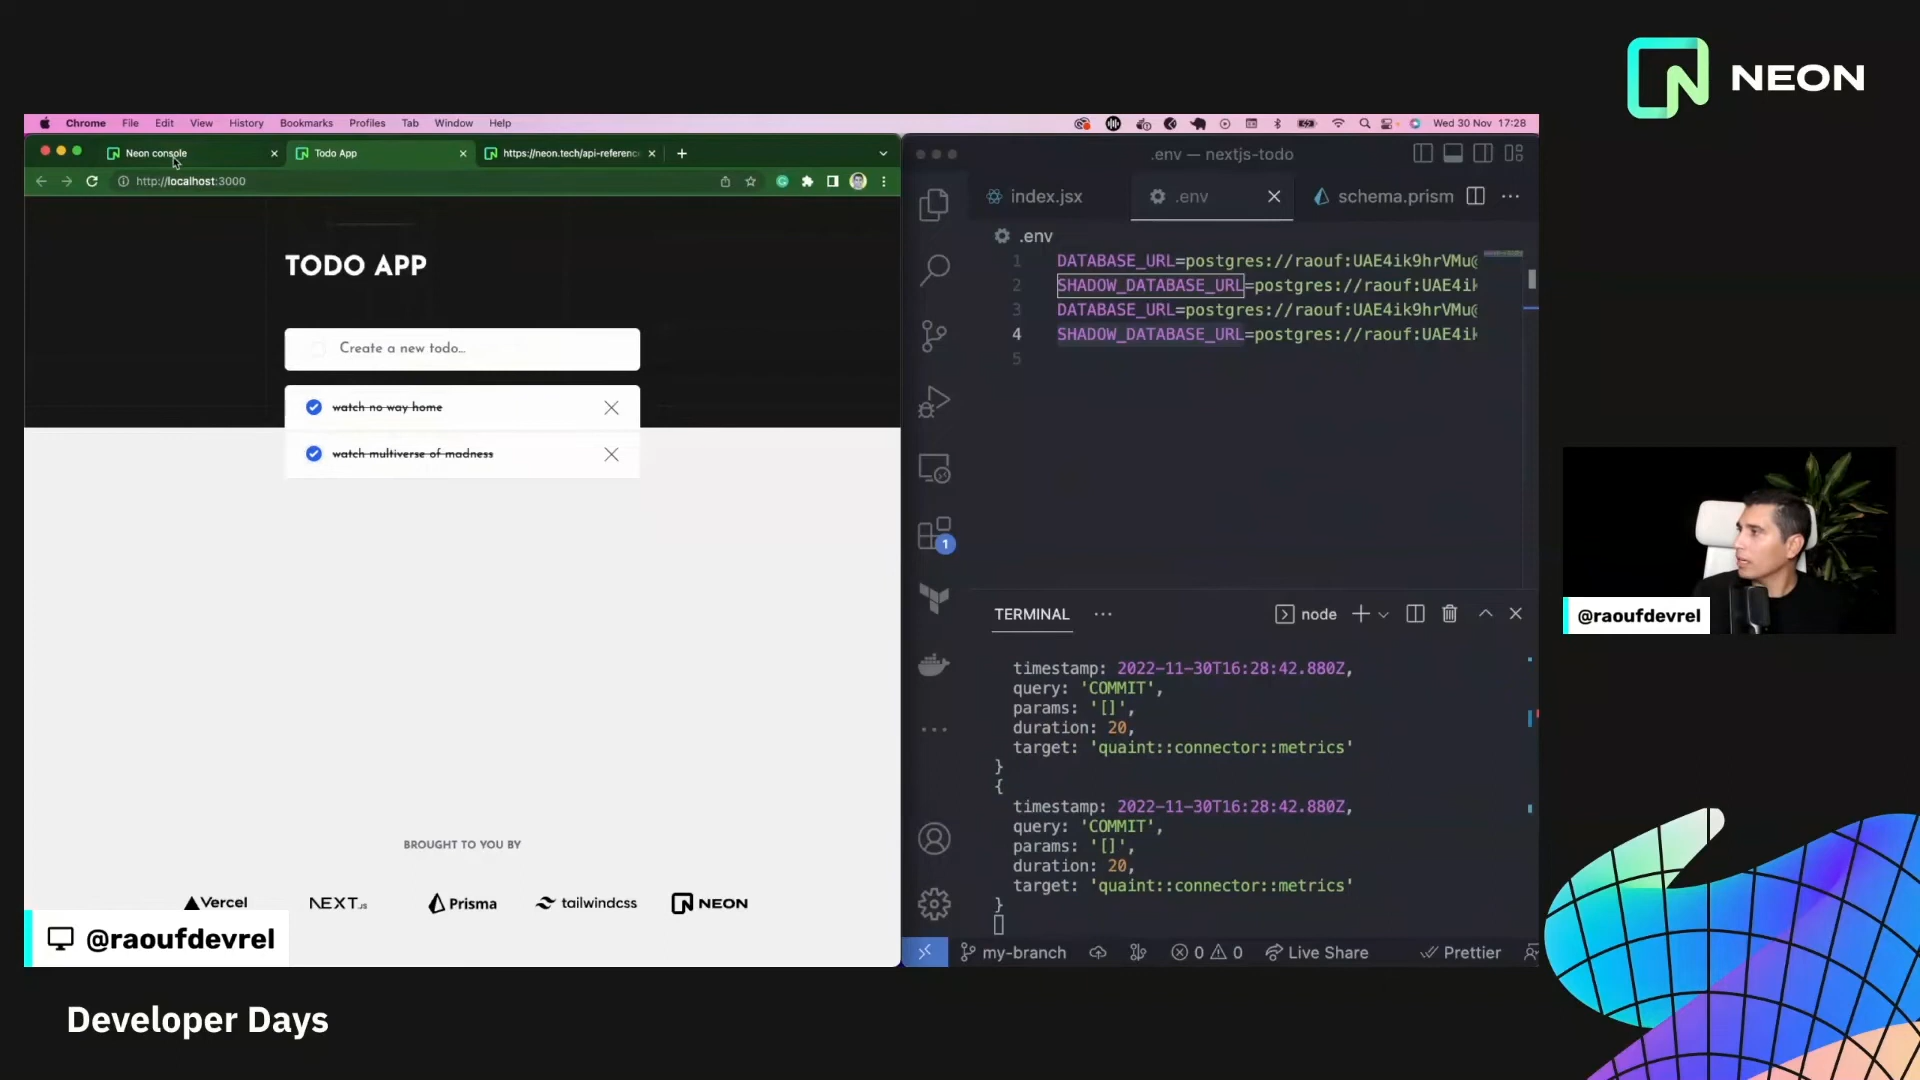 NEON
Chrome File Edit View History Bookmarks Profiles Tab Window Help
Wed 30 Nov 17:28
Neon console
Todo App
https://neon.tech/api-reference
http://localhost:3000
TODO APP
Create a new todo...
watch no way home
watch multiverse of madness
BROUGHT TO YOU BY
Vercel
NEXT.JS
Prisma
tailwindcss
NEON
@raoufdevrel
.env — nextjs-todo
index.jsx
.env
schema.prism
.env
1 DATABASE_URL=postgres://raouf:UAE4ik9hrVMu@
2 SHADOW_DATABASE_URL=postgres://raouf:UAE4ik
3 DATABASE_URL=postgres://raouf:UAE4ik9hrVMu@
4 SHADOW_DATABASE_URL=postgres://raouf:UAE4ik
5
1
TERMINAL
node
timestamp: 2022-11-30T16:28:42.880Z,
query: 'COMMIT',
params: '[]',
duration: 20,
target: 'quaint::connector::metrics'
}
{
timestamp: 2022-11-30T16:28:42.880Z,
query: 'COMMIT',
params: '[]',
duration: 20,
target: 'quaint::connector::metrics'
}
my-branch
0
0
Live Share
Prettier
@raoufdevrel
Developer Days